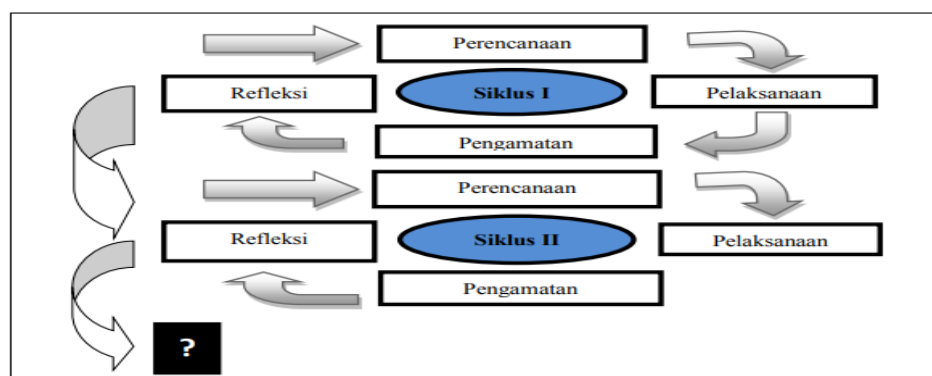 Perencanaan
Refleksi
Siklus I
Pelaksanaan
Pengamatan
Perencanaan
Refleksi
Siklus II
Pelaksanaan
Pengamatan
?